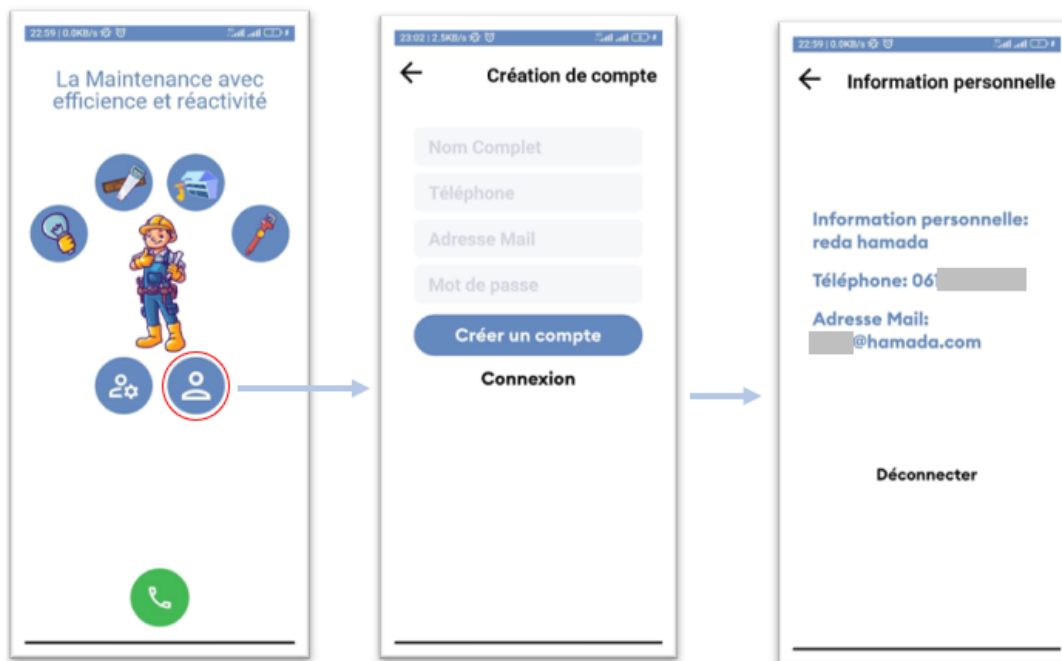 22:59 | 0.0KB/s
La Maintenance avec
efficience et réactivité
23:02 | 2.5KB/s
Création de compte
Nom Complet
Téléphone
Adresse Mail
Mot de passe
Créer un compte
Connexion
22:59 | 0.0KB/s
Information personnelle
Information personnelle:
reda hamada
Téléphone: 06
Adresse Mail:
@hamada.com
Déconnecter